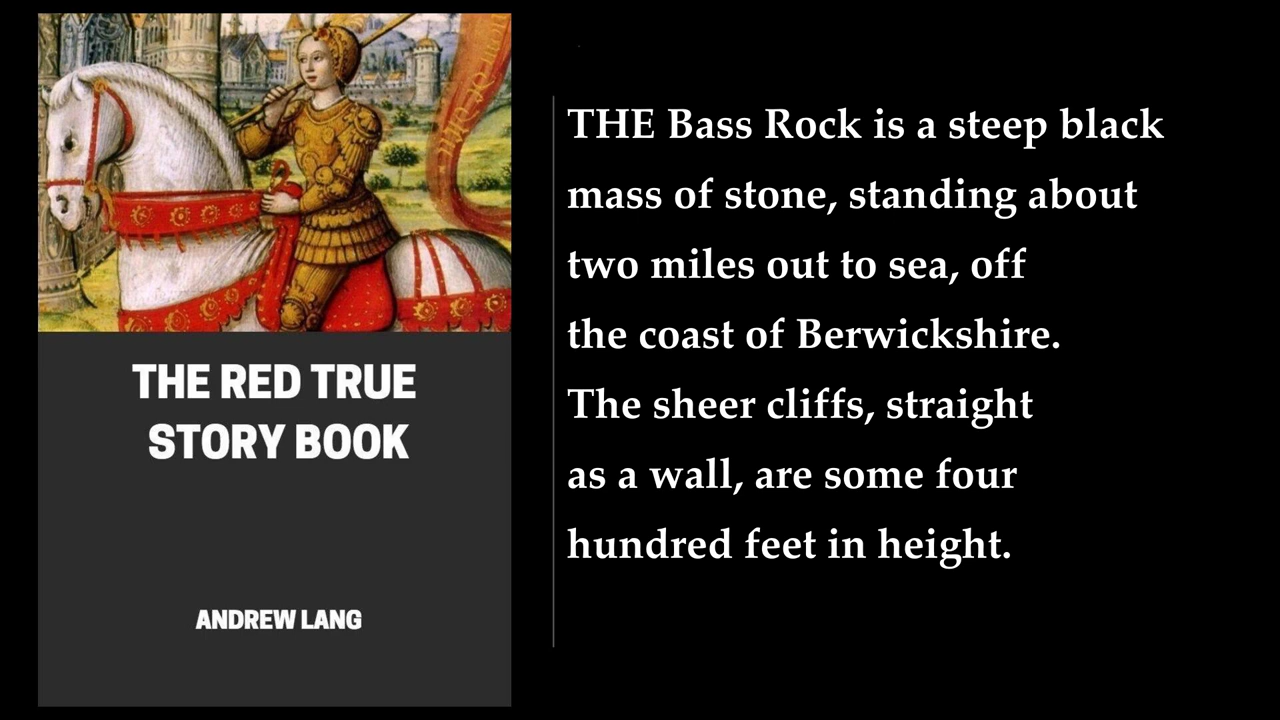 THE RED TRUE
STORY BOOK
ANDREW LANG
THE Bass Rock is a steep black
mass of stone, standing about
two miles out to sea, off
the coast of Berwickshire.
The sheer cliffs, straight
as a wall, are some four
hundred feet in height.